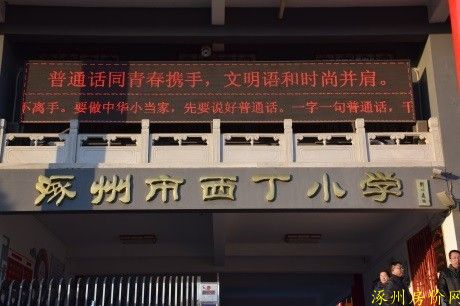 普通话同青春携手，文明语和时尚并肩。
不离手。要做中华小当家，先要说好普通话。一字一句普通话，千
涿州市西丁小学
涿州房价网